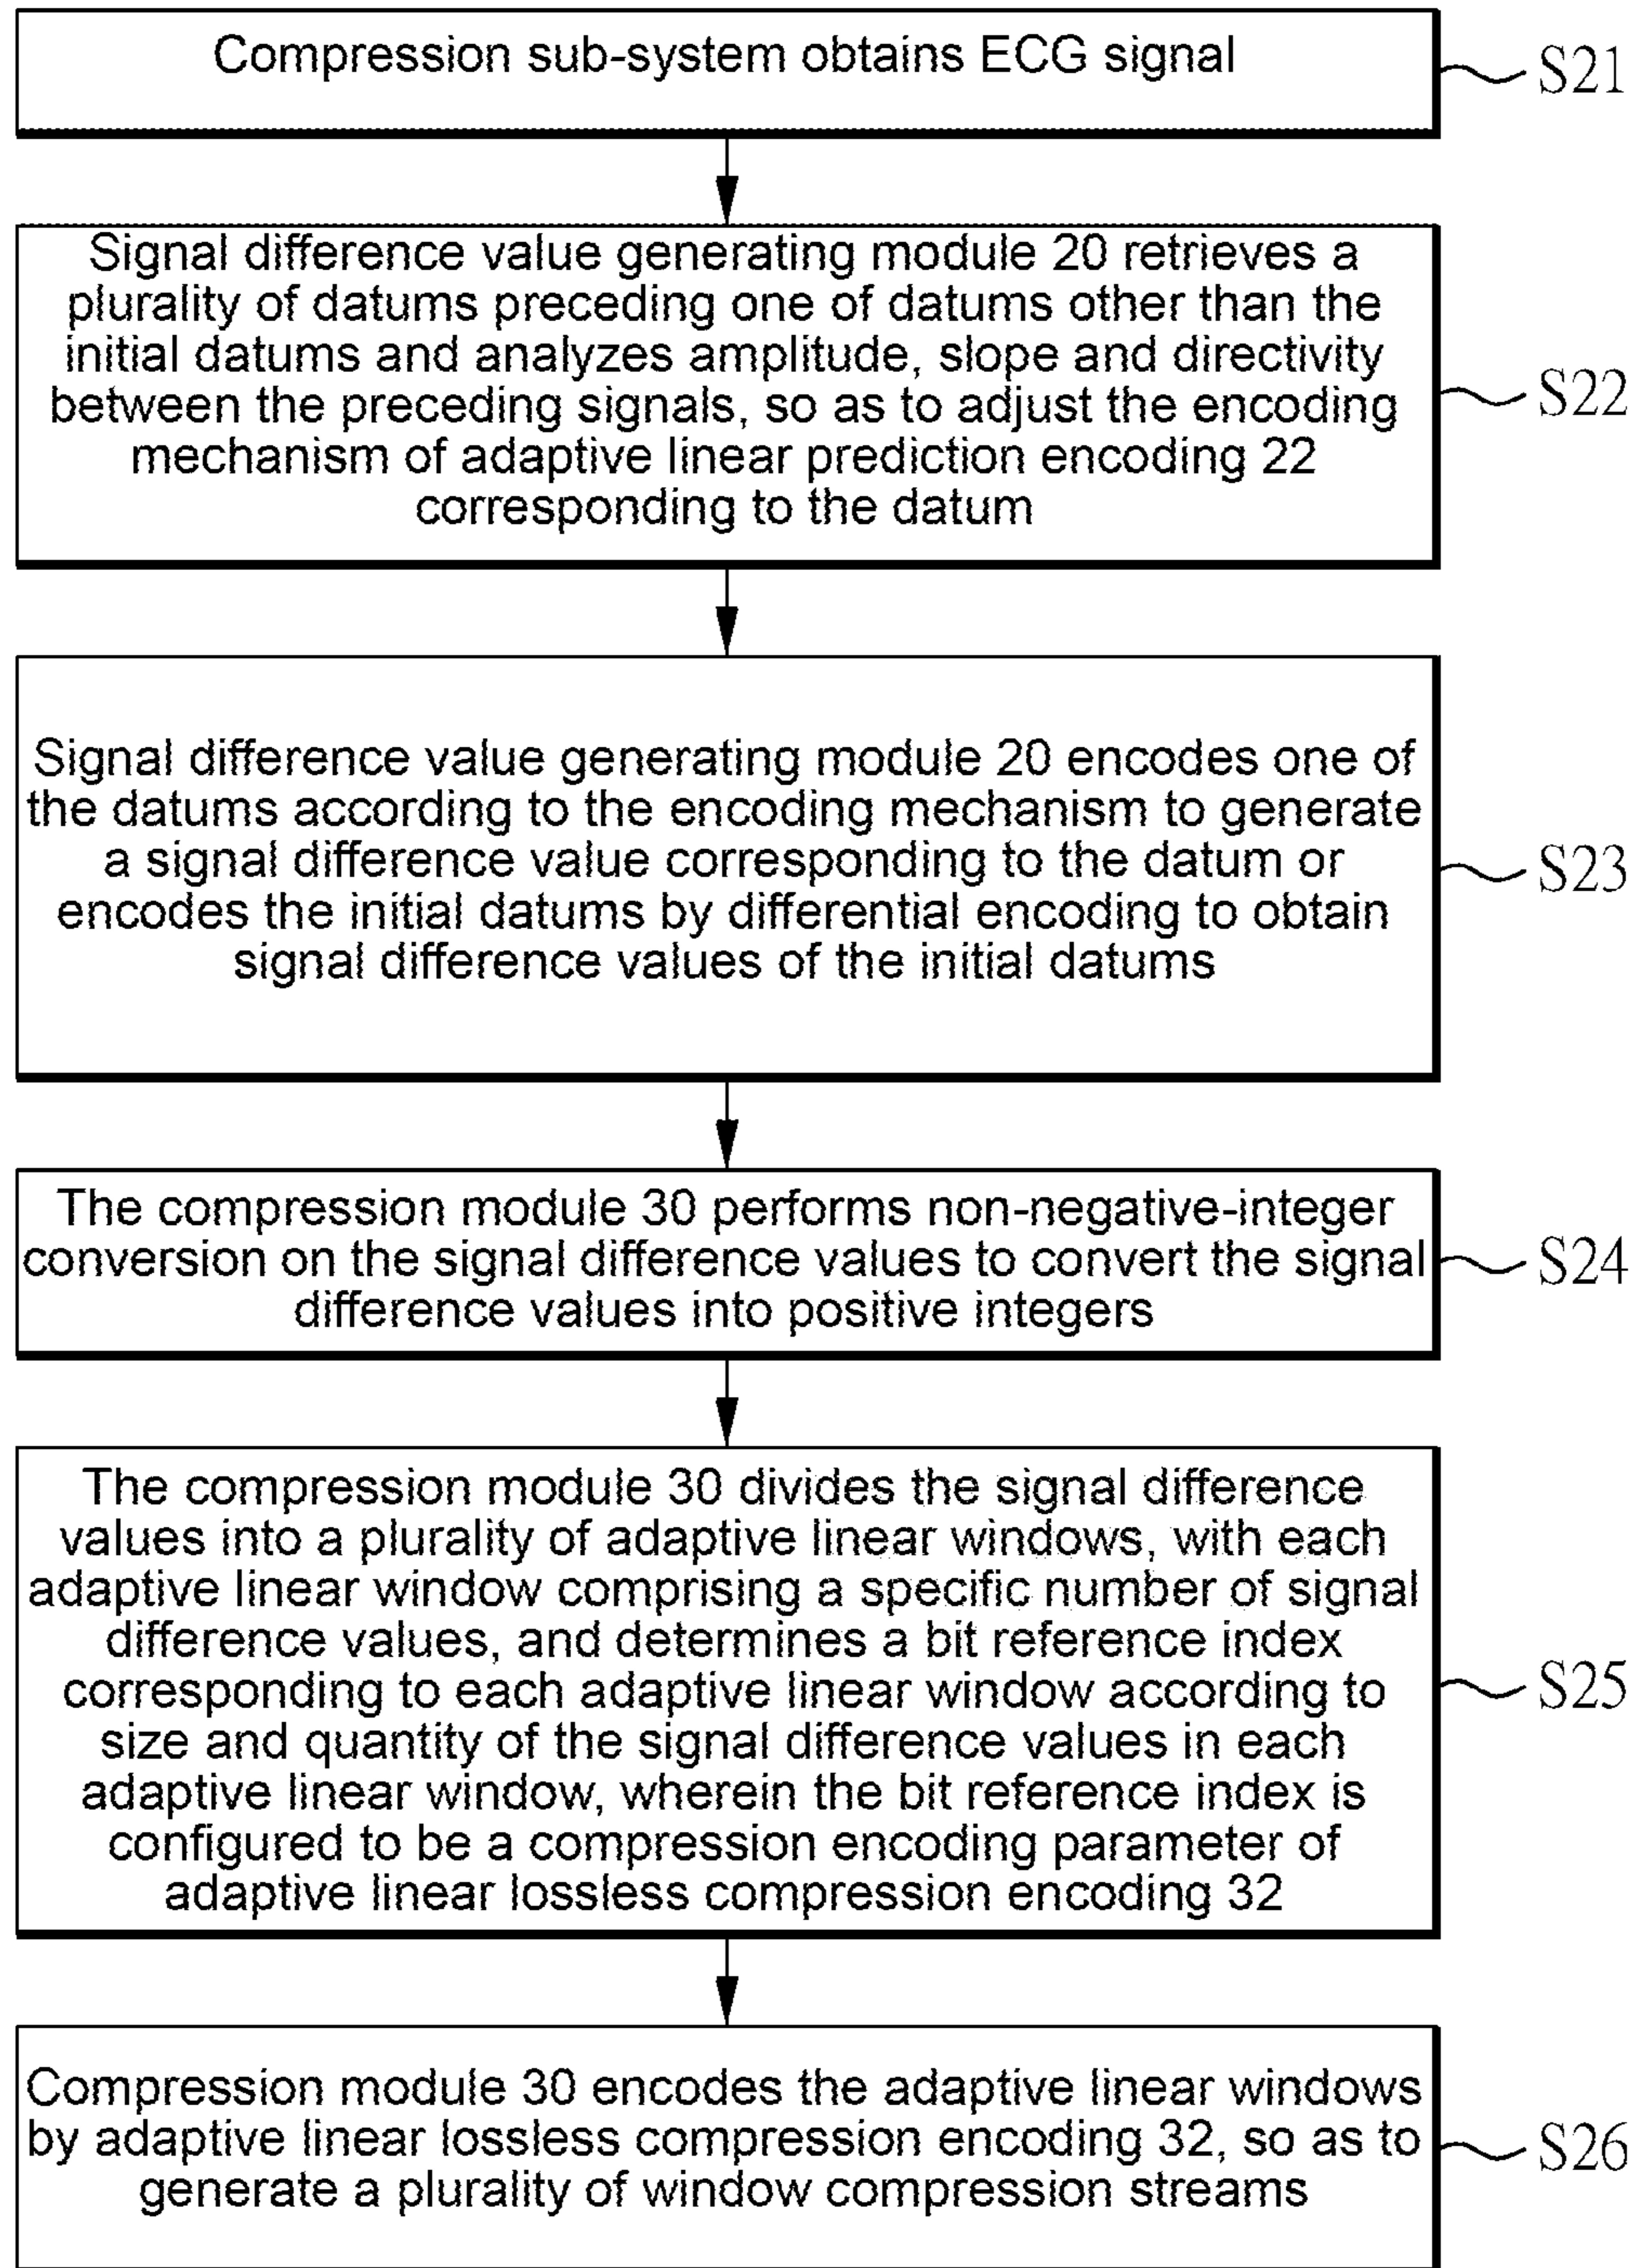 Compression sub-system obtains ECG signal
S21
Signal difference value generating module 20 retrieves a
plurality of datums preceding one of datums other than the
initial datums and analyzes amplitude, slope and directivity
between the preceding signals, so as to adjust the encoding
mechanism of adaptive linear prediction encoding 22
corresponding to the datum
S22
Signal difference value generating module 20 encodes one of
the datums according to the encoding mechanism to generate
a signal difference value corresponding to the datum or
encodes the initial datums by differential encoding to obtain
signal difference values of the initial datums
S23
The compression module 30 performs non-negative-integer
conversion on the signal difference values to convert the signal
difference values into positive integers
S24
The compression module 30 divides the signal difference
values into a plurality of adaptive linear windows, with each
adaptive linear window comprising a specific number of signal
difference values, and determines a bit reference index
corresponding to each adaptive linear window according to
size and quantity of the signal difference values in each
adaptive linear window, wherein the bit reference index is
configured to be a compression encoding parameter of
adaptive linear lossless compression encoding 32
S25
Compression module 30 encodes the adaptive linear windows
by adaptive linear lossless compression encoding 32, so as to
generate a plurality of window compression streams
S26